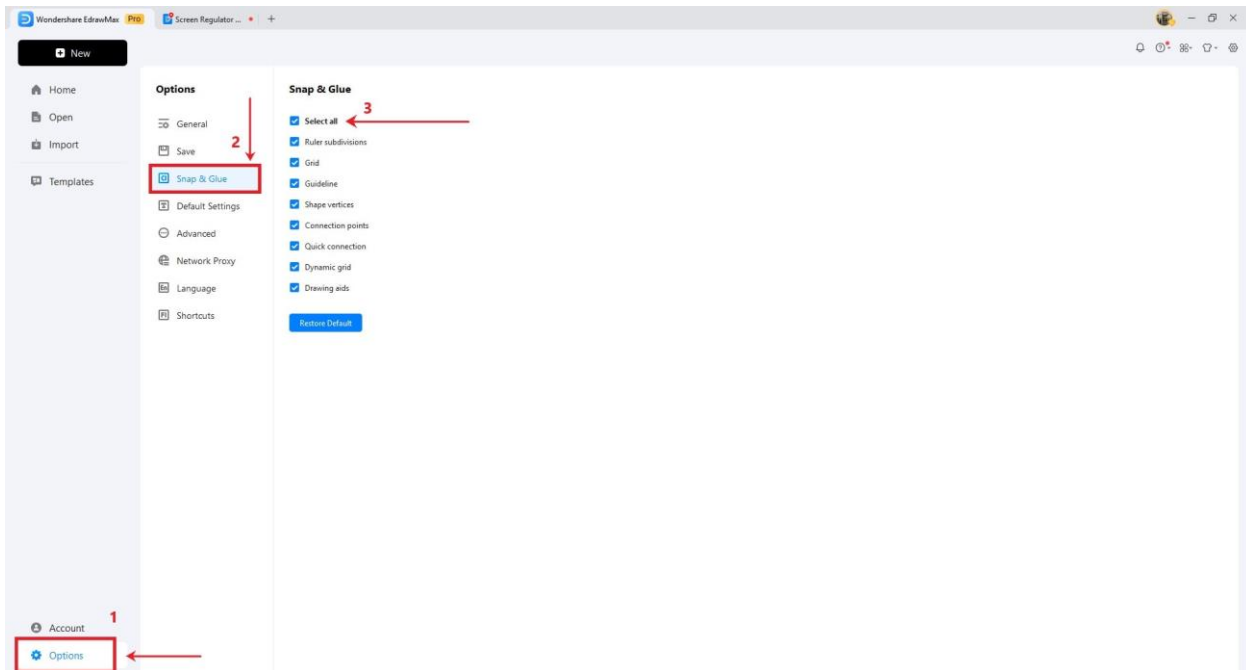 Wondershare EdrawMax Pro
Screen Regulator ...
New
Home
Open
Import
Templates
Account
1
Options
Options
General
2
Save
Snap & Glue
Default Settings
Advanced
Network Proxy
En Language
Shortcuts
Snap & Glue
3
Select all
Ruler subdivisions
Grid
Guideline
Shape vertices
Connection points
Quick connection
Dynamic grid
Drawing aids
Restore Default